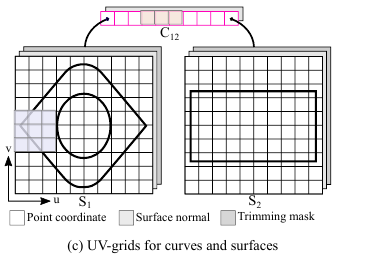 C12
v
u
S1
S2
Point coordinate
Surface normal
Trimming mask
(c) UV-grids for curves and surfaces